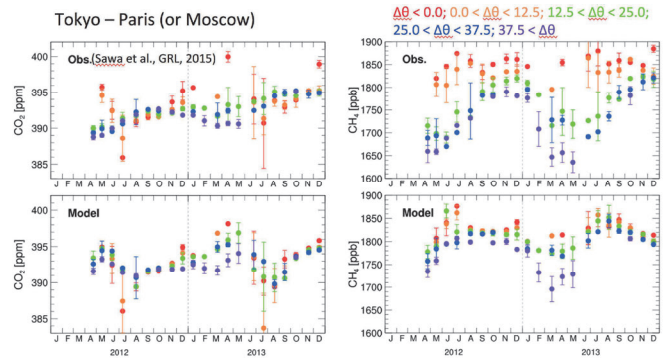 Tokyo – Paris (or Moscow)
Δθ < 0.0; 0.0 < Δθ < 12.5; 12.5 < Δθ < 25.0;
25.0 < Δθ < 37.5; 37.5 < Δθ
Obs. (Sawa et al., GRL, 2015)
CO2 [ppm]
400
395
390
385
J F M A M J J A S O N D J F M A M J J A S O N D
Obs.
CH4 [ppb]
1900
1850
1800
1750
1700
1650
1600
J F M A M J J A S O N D J F M A M J J A S O N D
Model
CO2 [ppm]
400
395
390
385
J F M A M J J A S O N D J F M A M J J A S O N D
2012 2013
Model
CH4 [ppb]
1900
1850
1800
1750
1700
1650
1600
J F M A M J J A S O N D J F M A M J J A S O N D
2012 2013